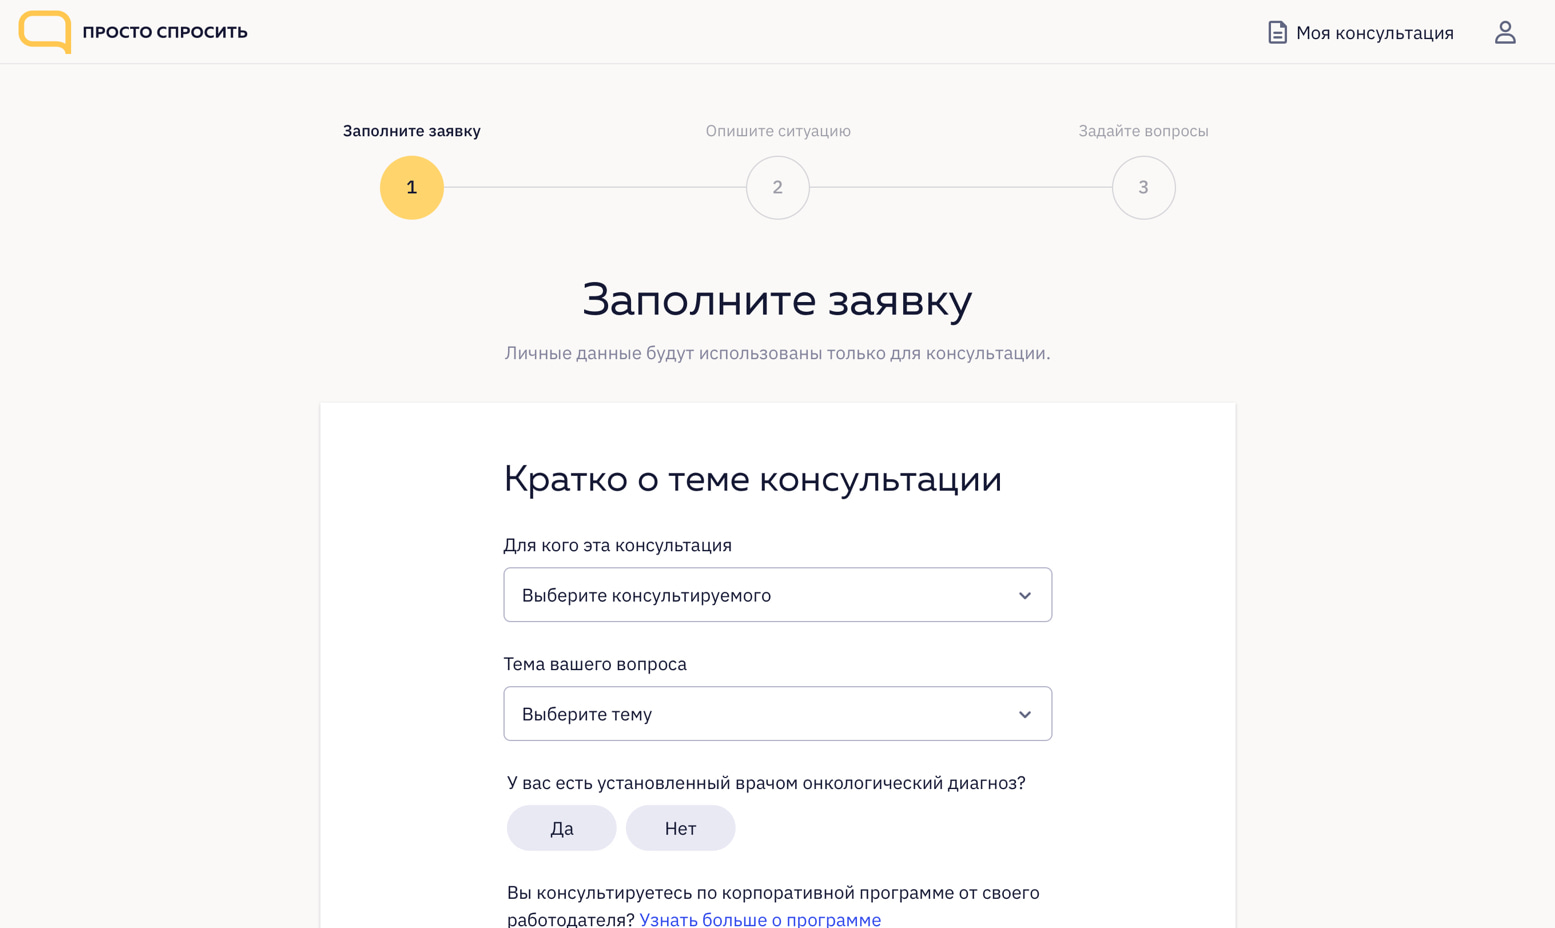 ПРОСТО СПРОСИТЬ
Моя консультация
Заполните заявку
Опишите ситуацию
Задайте вопросы
1
2
3
Заполните заявку
Личные данные будут использованы только для консультации.
Кратко о теме консультации
Для кого эта консультация
Выберите консультируемого
Тема вашего вопроса
Выберите тему
У вас есть установленный врачом онкологический диагноз?
Да
Нет
Вы консультируетесь по корпоративной программе от своего
работодателя? Узнать больше о программе